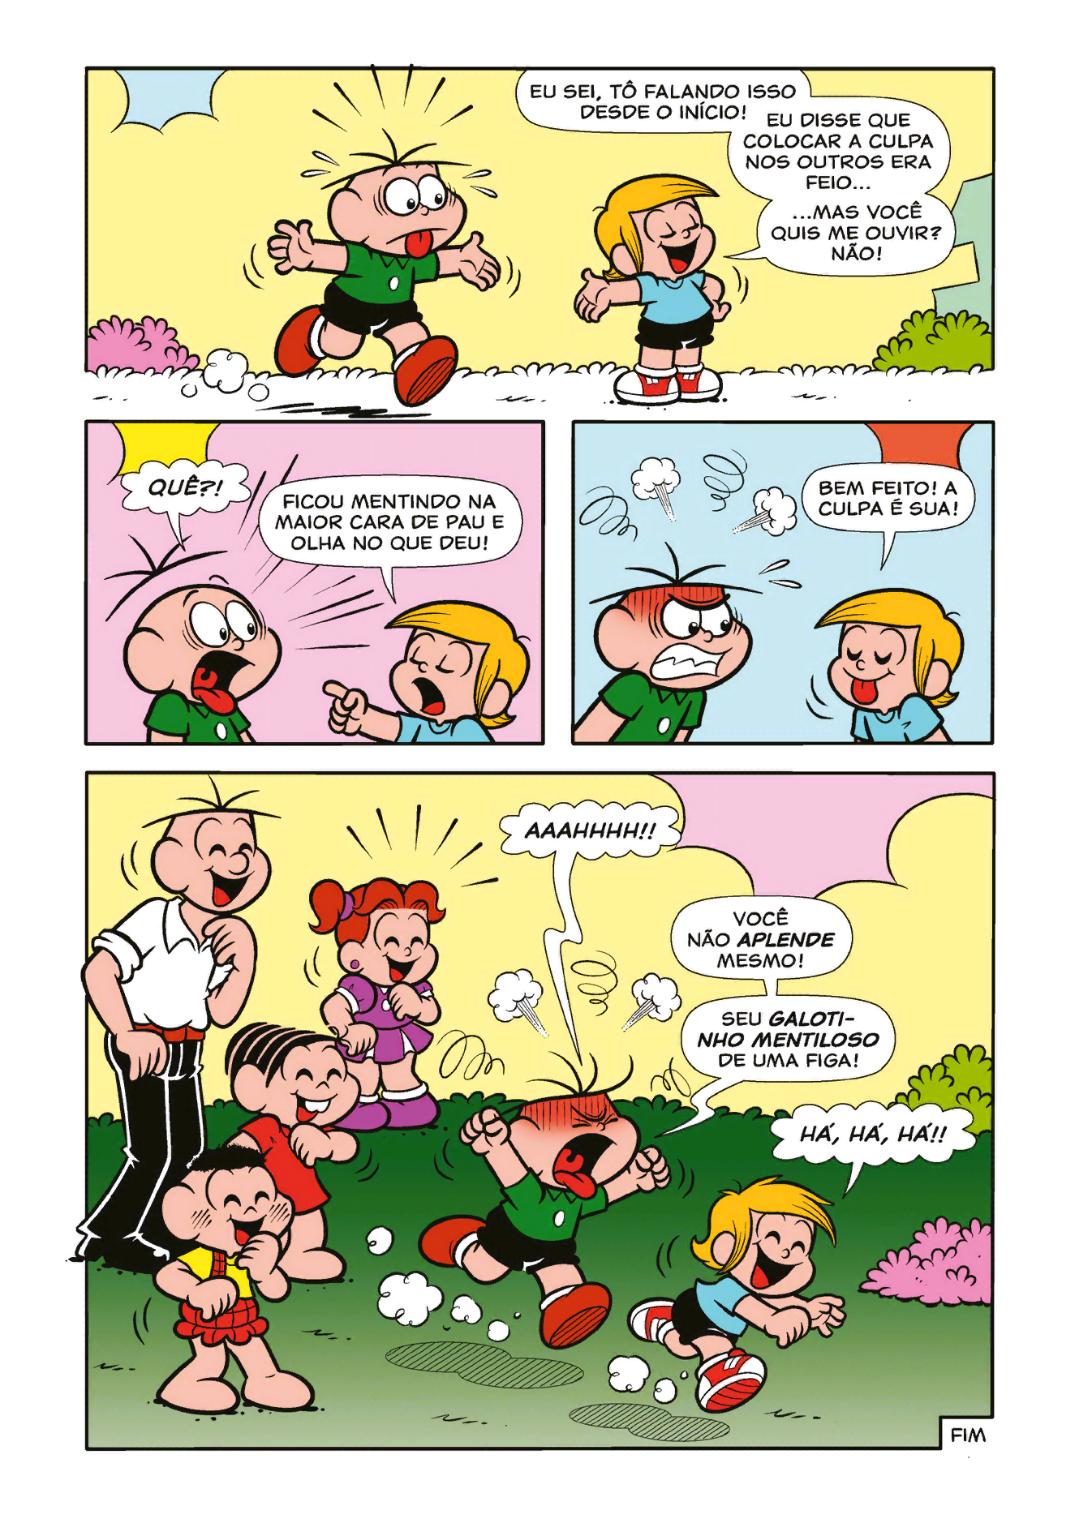 EU SEI, TÔ FALANDO ISSO
DESDE O INÍCIO!
EU DISSE QUE
COLOCAR A CULPA
NOS OUTROS ERA
FEIO...
...MAS VOCÊ
QUIS ME OUVIR?
NÃO!
QUÊ?!
FICOU MENTINDO NA
MAIOR CARA DE PAU E
OLHA NO QUE DEU!
BEM FEITO! A
CULPA É SUA!
AAAHHHH!!
VOCÊ
NÃO APLENDE
MESMO!
SEU GALOTI-
NHO MENTILOSO
DE UMA FIGA!
HÁ, HÁ, HÁ!!
FIM